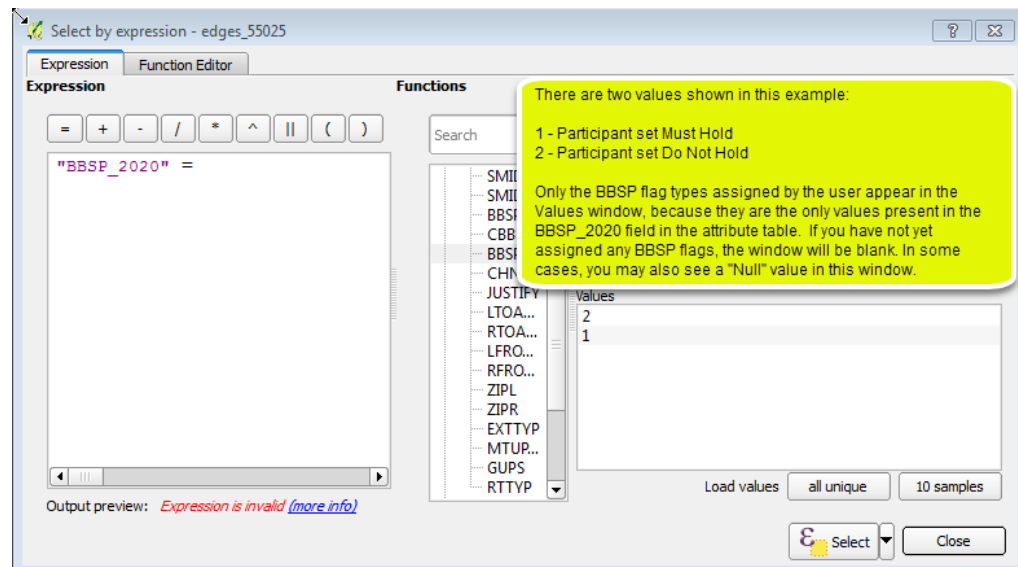 Select by expression - edges_55025
Expression
Function Editor
Expression
Functions
= + - / * ^ || ( )
Search
"BBSP_2020" =
There are two values shown in this example:
1 - Participant set Must Hold
2 - Participant set Do Not Hold
Only the BBSP flag types assigned by the user appear in the
Values window, because they are the only values present in the
BBSP_2020 field in the attribute table.  If you have not yet
assigned any BBSP flags, the window will be blank. In some
cases, you may also see a "Null" value in this window.
JUSTIFY
LTOA...
RTOA...
LFRO...
RFRO...
ZIPL
ZIPR
EXTTYP
MTUP...
GUPS
RTTYP
Values
2
1
Load values
all unique
10 samples
Output preview: Expression is invalid (more info)
Select
Close